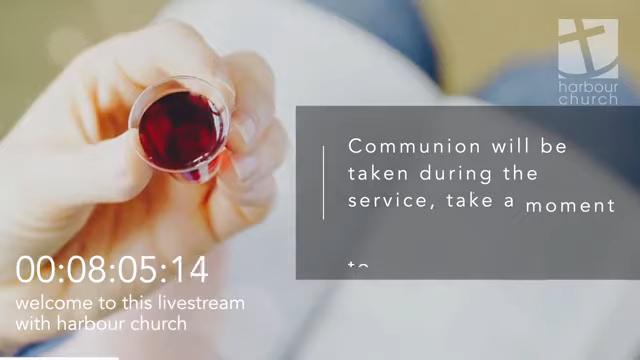 harbour
church
Communion will be
taken during the
service, take a moment
to
00:08:05:14
welcome to this livestream
with harbour church